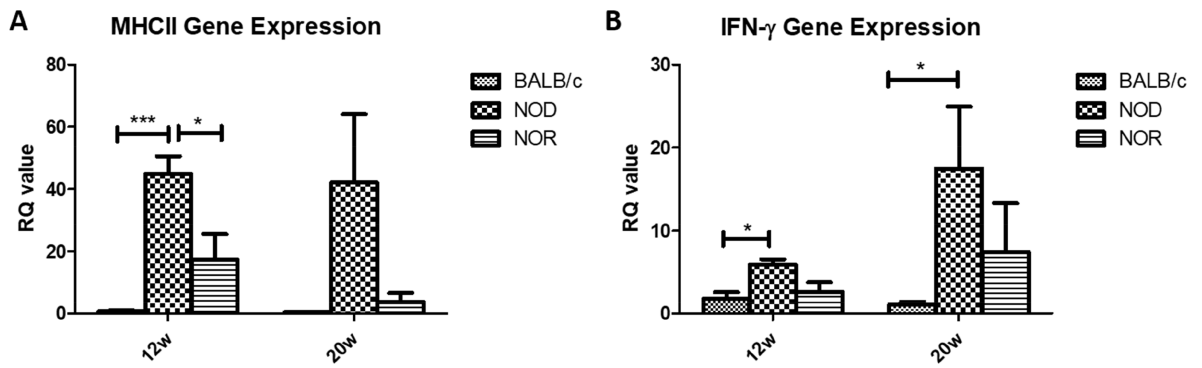 A
MHCII Gene Expression
80
60
40
20
0
RQ value
***
*
12w
20w
BALB/c
NOD
NOR
B
IFN-γ Gene Expression
30
20
10
0
RQ value
*
*
12w
20w
BALB/c
NOD
NOR